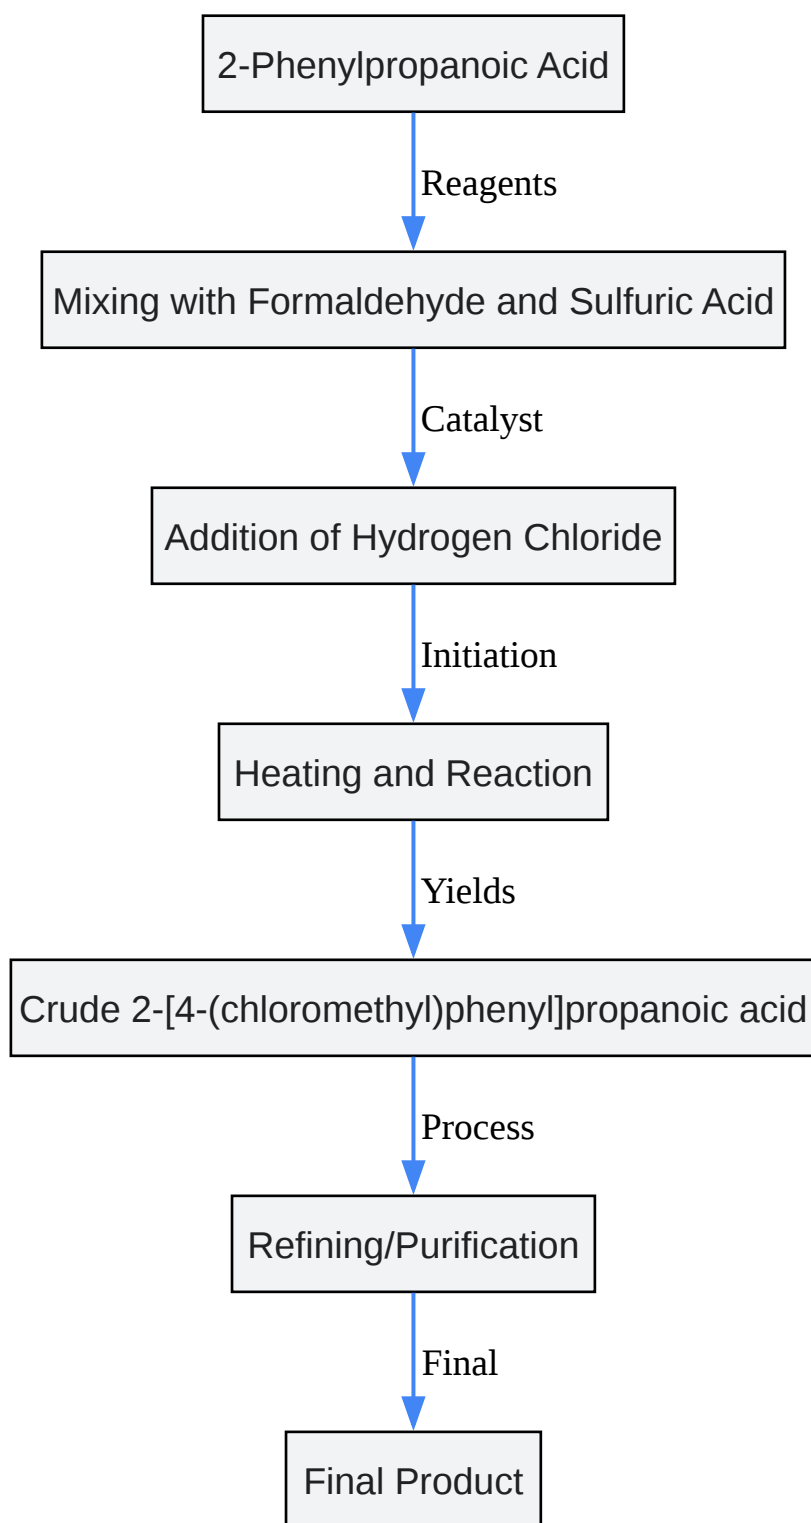 2-Phenylpropanoic Acid
Reagents
Mixing with Formaldehyde and Sulfuric Acid
Catalyst
Addition of Hydrogen Chloride
Initiation
Heating and Reaction
Yields
Crude 2-[4-(chloromethyl)phenyl]propanoic acid
Process
Refining/Purification
Final
Final Product